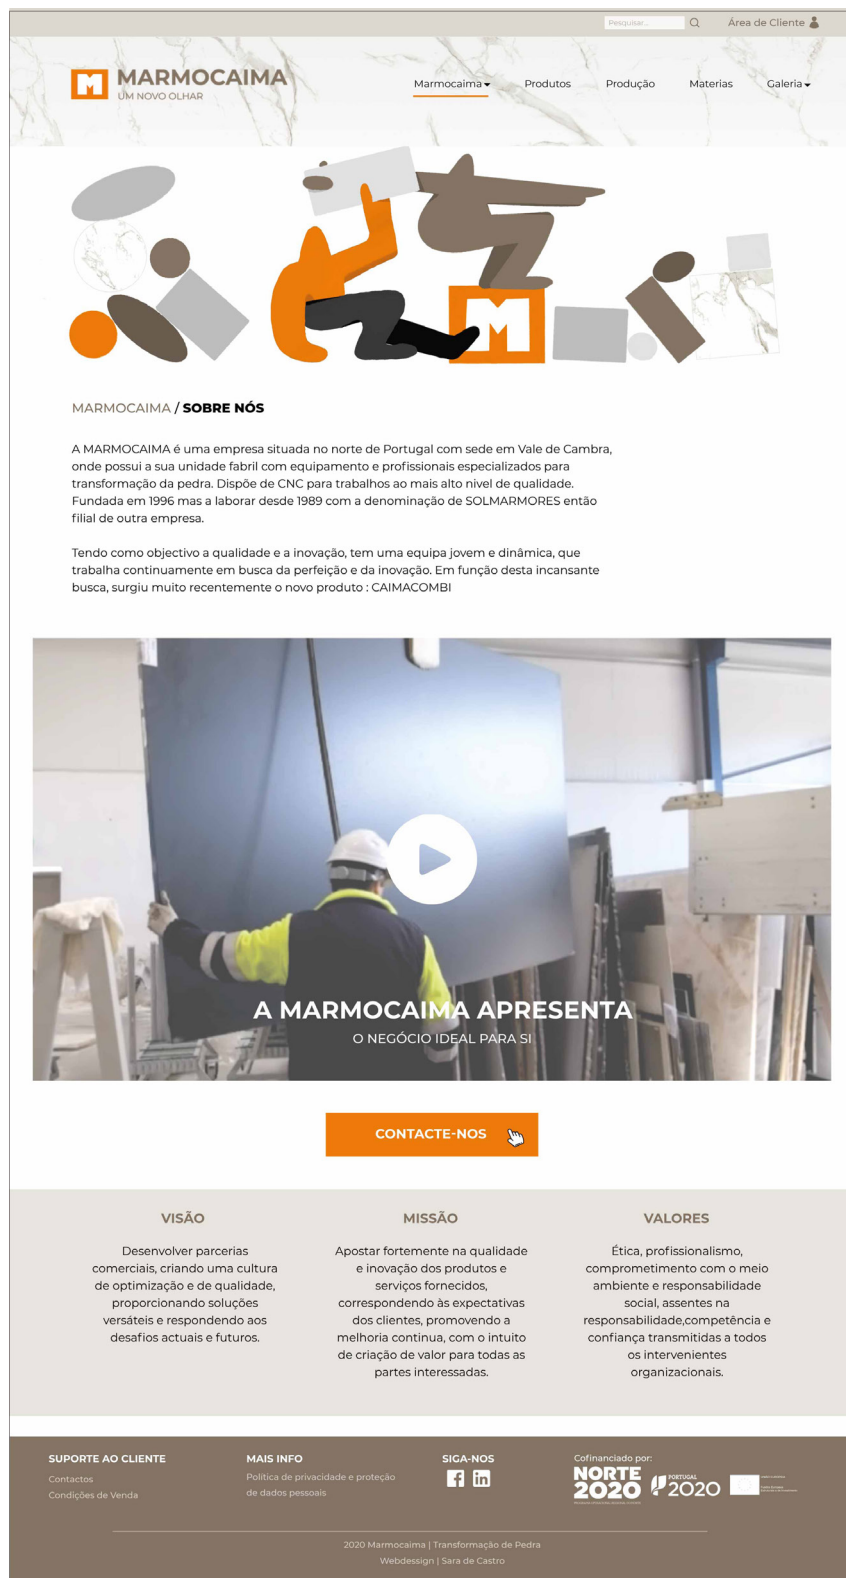 Pesquisar...
Área de Cliente
MARMOCAIMA
UM NOVO OLHAR
Marmocaima
Produtos
Produção
Materias
Galeria
MARMOCAIMA / SOBRE NÓS
A MARMOCAIMA é uma empresa situada no norte de Portugal com sede em Vale de Cambra,
onde possui a sua unidade fabril com equipamento e profissionais especializados para
transformação da pedra. Dispõe de CNC para trabalhos ao mais alto nivel de qualidade.
Fundada em 1996 mas a laborar desde 1989 com a denominação de SOLMARMORES então
filial de outra empresa.
Tendo como objectivo a qualidade e a inovação, tem uma equipa jovem e dinâmica, que
trabalha continuamente em busca da perfeição e da inovação. Em função desta incansante
busca, surgiu muito recentemente o novo produto : CAIMACOMBI
A MARMOCAIMA APRESENTA
O NEGÓCIO IDEAL PARA SI
CONTACTE-NOS
VISÃO
Desenvolver parcerias
comerciais, criando uma cultura
de optimização e de qualidade,
proporcionando soluções
versáteis e respondendo aos
desafios actuais e futuros.
MISSÃO
Apostar fortemente na qualidade
e inovação dos produtos e
serviços fornecidos,
correspondendo às expectativas
dos clientes, promovendo a
melhoria continua, com o intuito
de criação de valor para todas as
partes interessadas.
VALORES
Ética, profissionalismo,
comprometimento com o meio
ambiente e responsabilidade
social, assentes na
responsabilidade,competência e
confiança transmitidas a todos
os intervenientes
organizacionais.
SUPORTE AO CLIENTE
Contactos
Condições de Venda
MAIS INFO
Política de privacidade e proteção
de dados pessoais
SIGA-NOS
Cofinanciado por:
NORTE
2020
PORTUGAL
2020
2020 Marmocaima | Transformação de Pedra
Webdessign | Sara de Castro